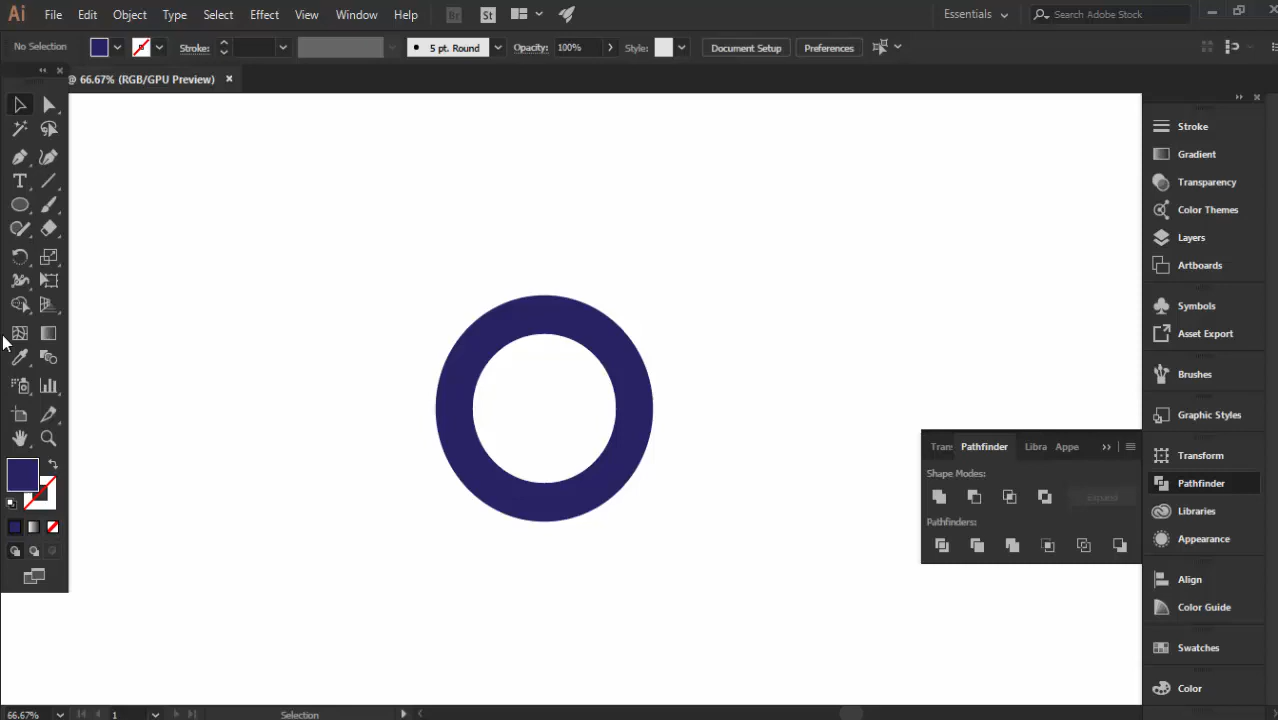 Ai File Edit Object Type Select Effect View Window Help Br St Essentials Search Adobe Stock
No Selection Stroke: 5 pt. Round Opacity: 100% Style: Document Setup Preferences
@ 66.67% (RGB/GPU Preview)
Stroke
Gradient
Transparency
Color Themes
Layers
Artboards
Symbols
Asset Export
Brushes
Graphic Styles
Trans Pathfinder Libra Appe
Transform
Shape Modes:
Pathfinder
Expand
Libraries
Pathfinders:
Appearance
Align
Color Guide
Swatches
Color
66.67% 1 Selection